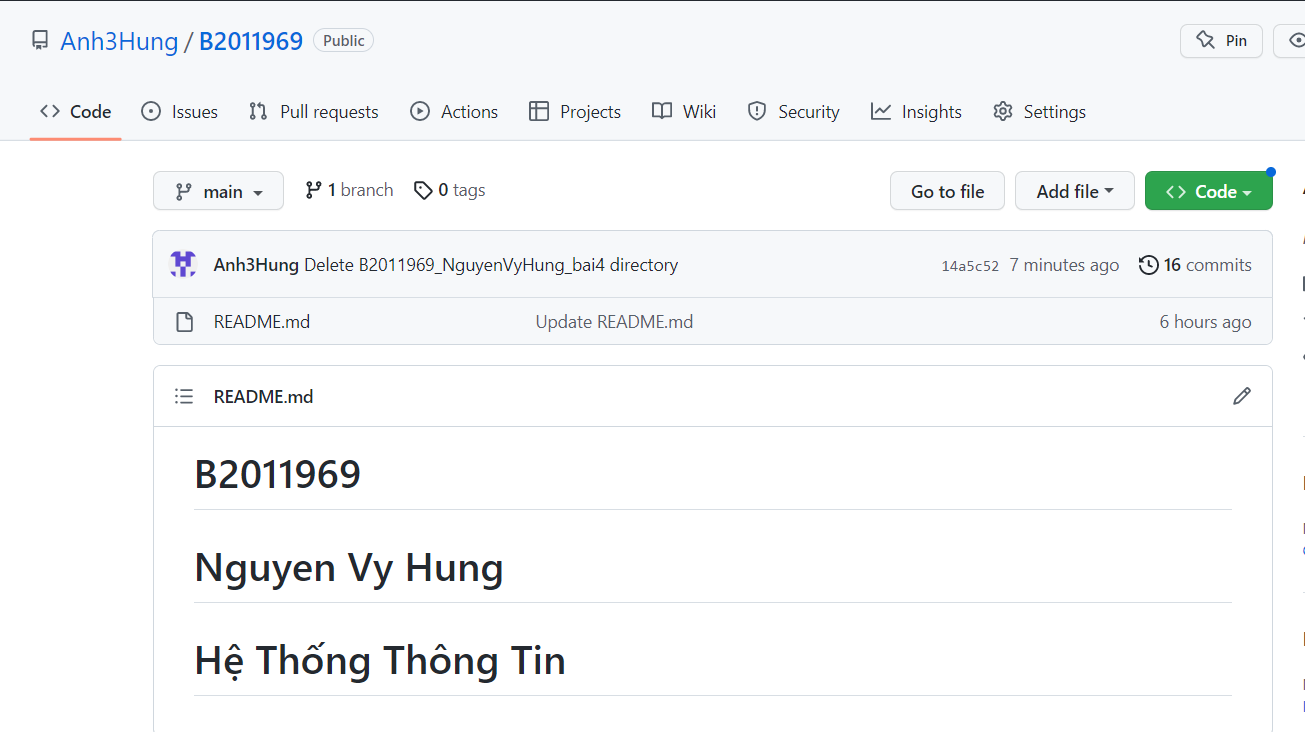 Anh3Hung / B2011969 Public Pin
Code Issues Pull requests Actions Projects Wiki Security Insights Settings
main 1 branch 0 tags Go to file Add file Code
Anh3Hung Delete B2011969_NguyenVyHung_bai4 directory 14a5c52 7 minutes ago 16 commits
README.md Update README.md 6 hours ago
README.md
B2011969
Nguyen Vy Hung
Hệ Thống Thông Tin